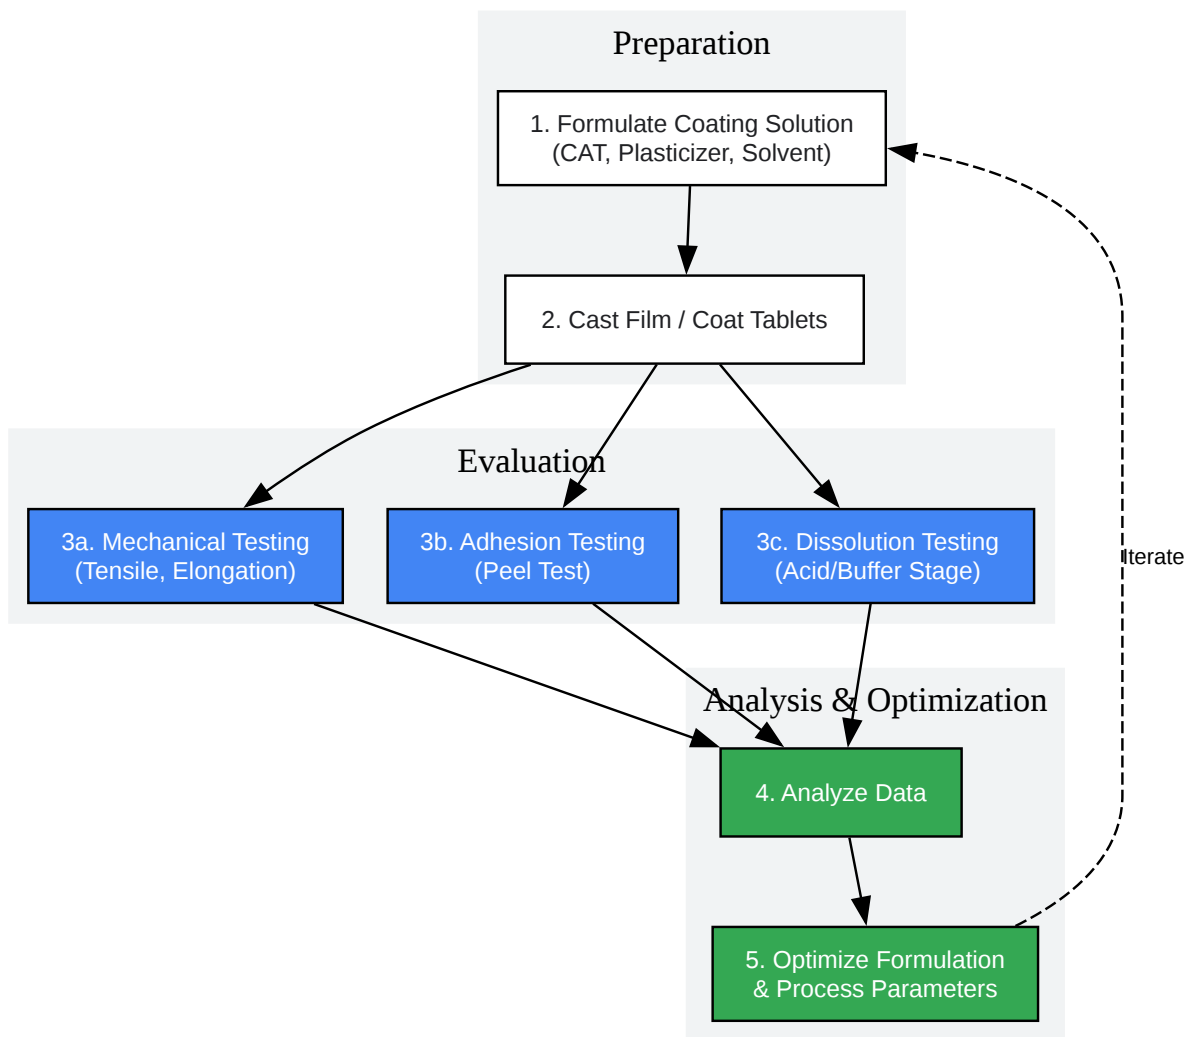 Preparation
1. Formulate Coating Solution
(CAT, Plasticizer, Solvent)
2. Cast Film / Coat Tablets
Evaluation
3a. Mechanical Testing
(Tensile, Elongation)
3b. Adhesion Testing
(Peel Test)
3c. Dissolution Testing
(Acid/Buffer Stage)
Iterate
Analysis & Optimization
4. Analyze Data
5. Optimize Formulation
& Process Parameters